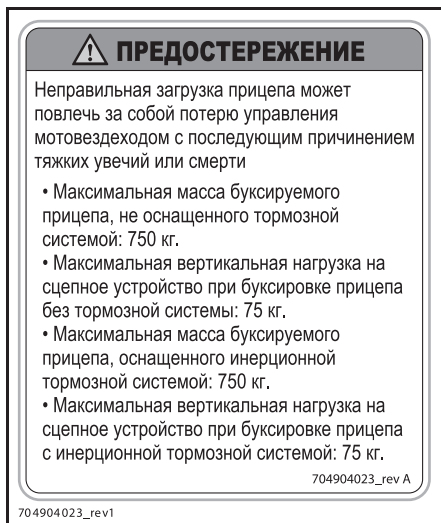 ПРЕДОСТЕРЕЖЕНИЕ
Неправильная загрузка прицепа может
повлечь за собой потерю управления
мотовездеходом с последующим причинением
тяжких увечий или смерти
• Максимальная масса буксируемого
прицепа, не оснащенного тормозной
системой: 750 кг.
• Максимальная вертикальная нагрузка на
сцепное устройство при буксировке прицепа
без тормозной системы: 75 кг.
• Максимальная масса буксируемого
прицепа, оснащенного инерционной
тормозной системой: 750 кг.
• Максимальная вертикальная нагрузка на
сцепное устройство при буксировке прицепа
с инерционной тормозной системой: 75 кг.
704904023_rev A
704904023_rev1